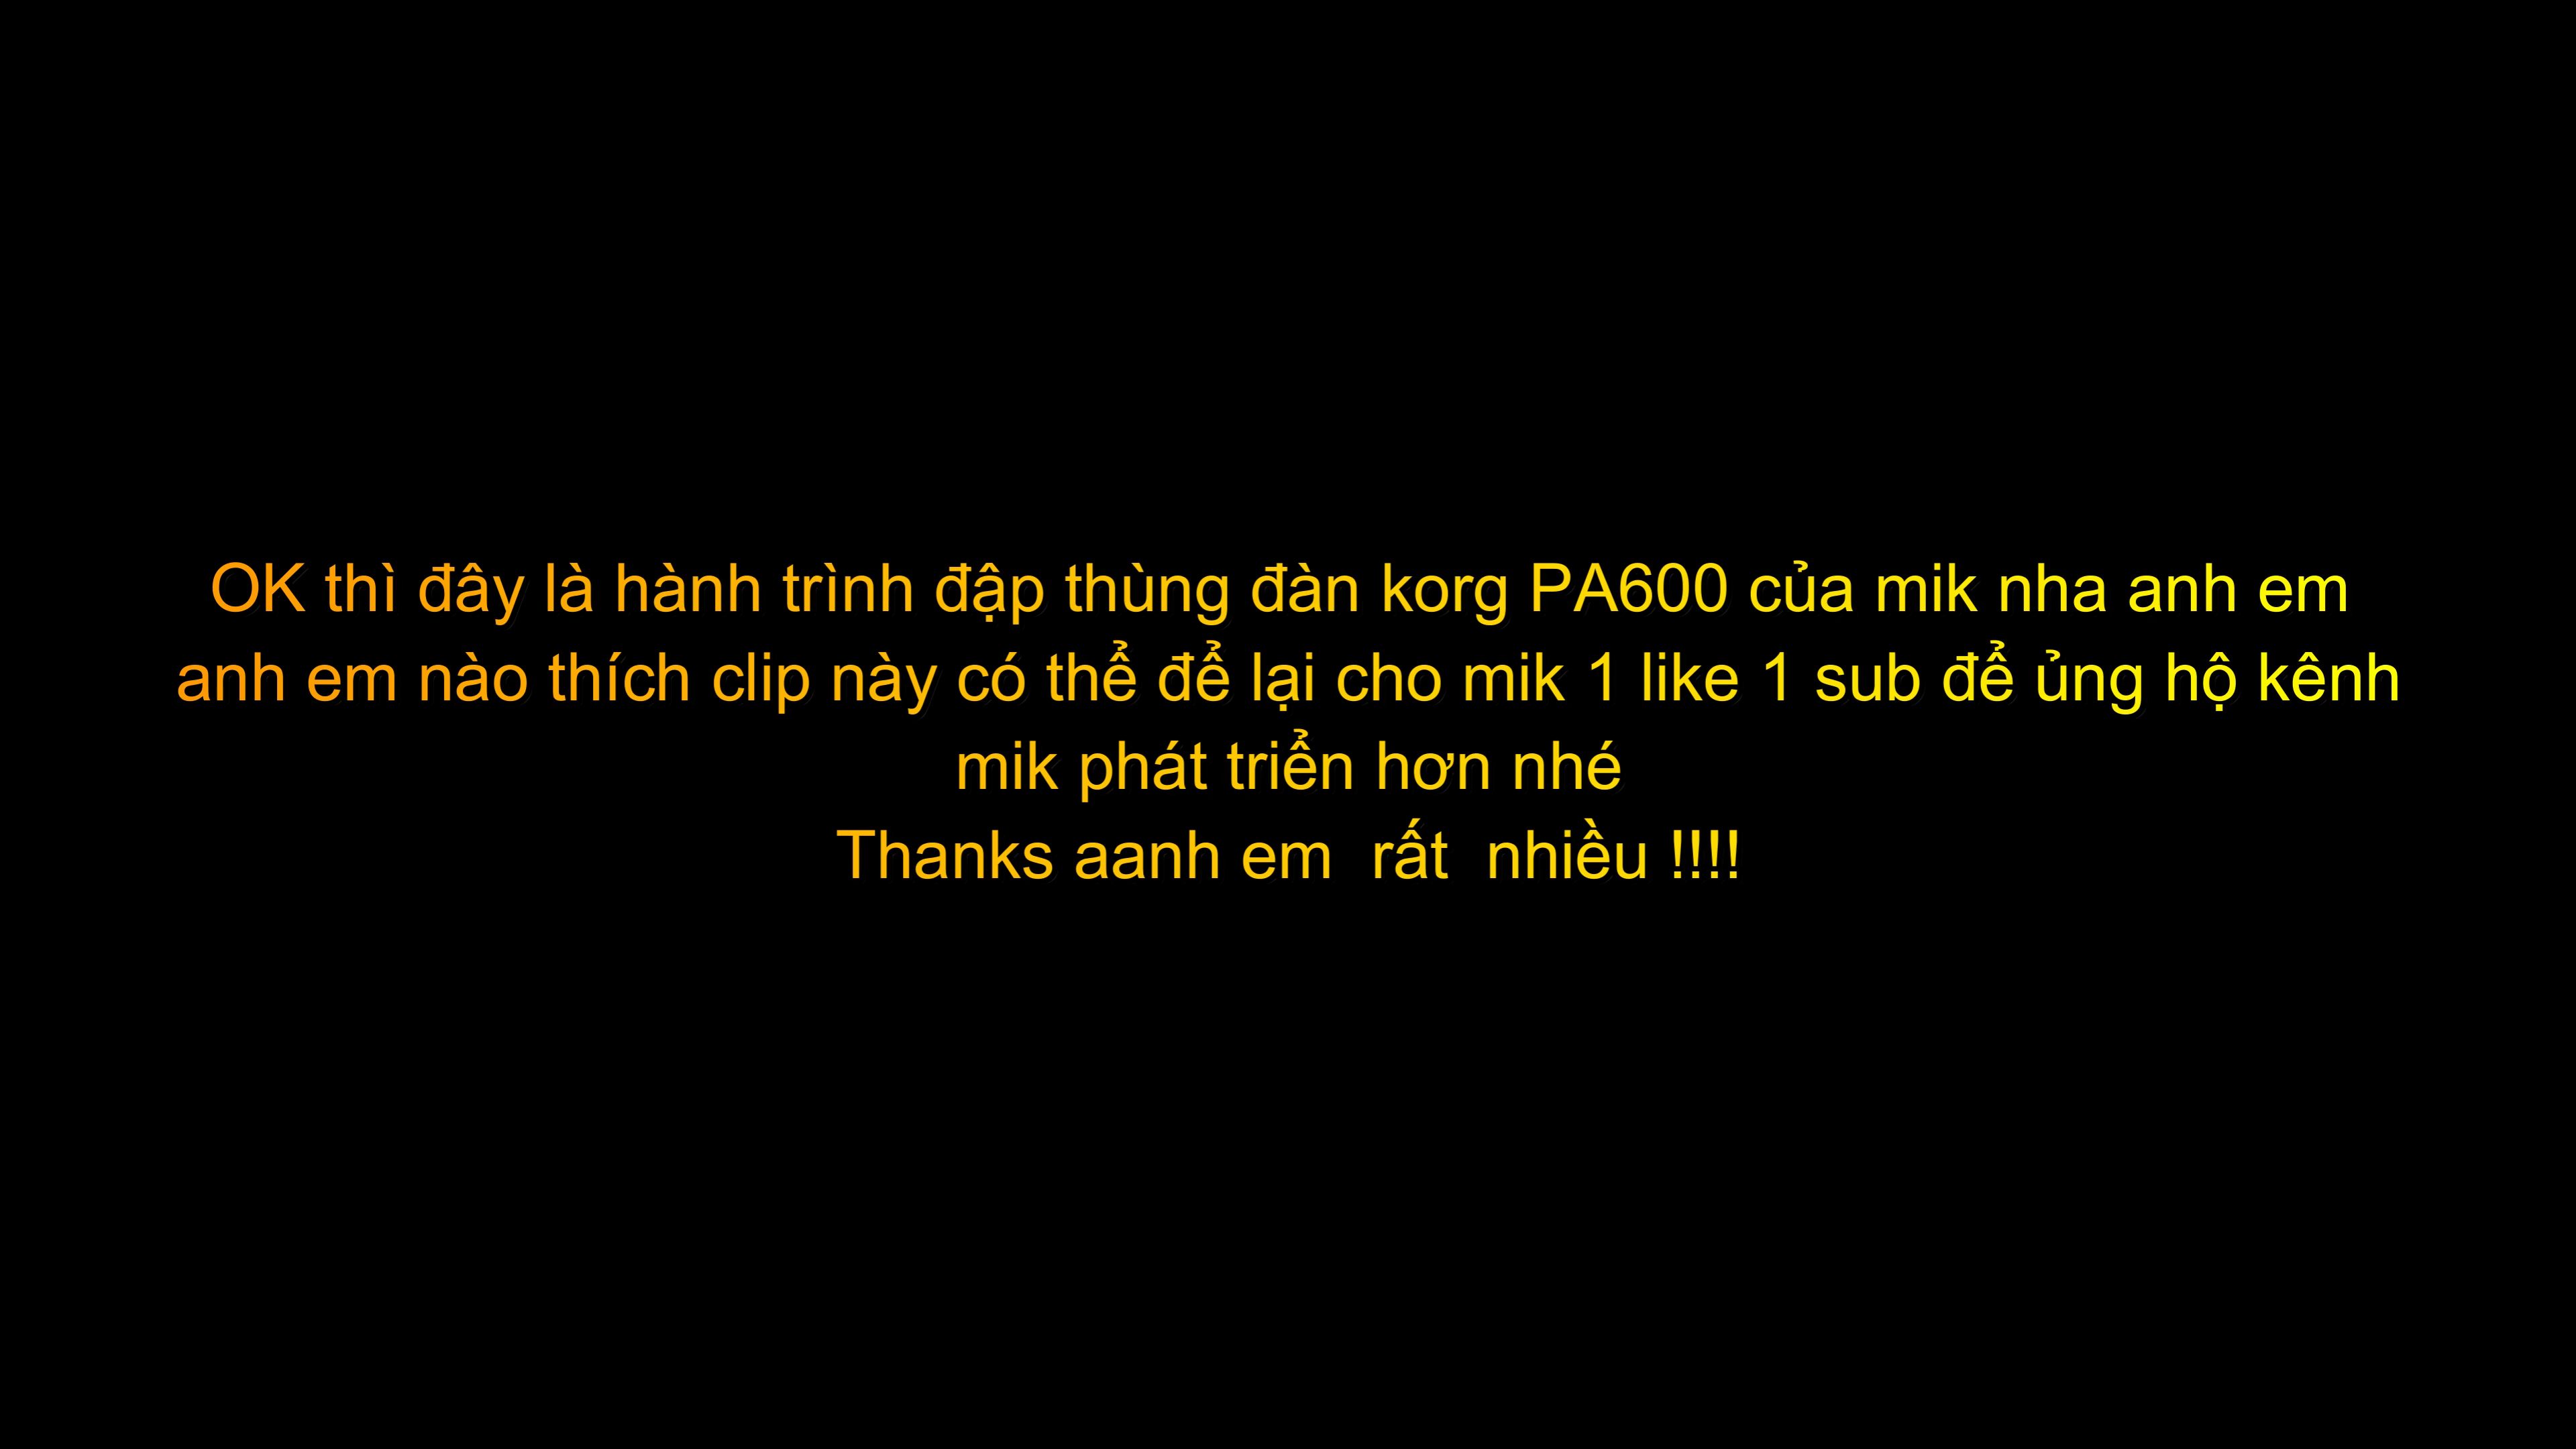 OK thì đây là hành trình đập thùng đàn korg PA600 của mik nha anh em
anh em nào thích clip này có thể để lại cho mik 1 like 1 sub để ủng hộ kênh
mik phát triển hơn nhé
Thanks aanh em  rất  nhiều !!!!